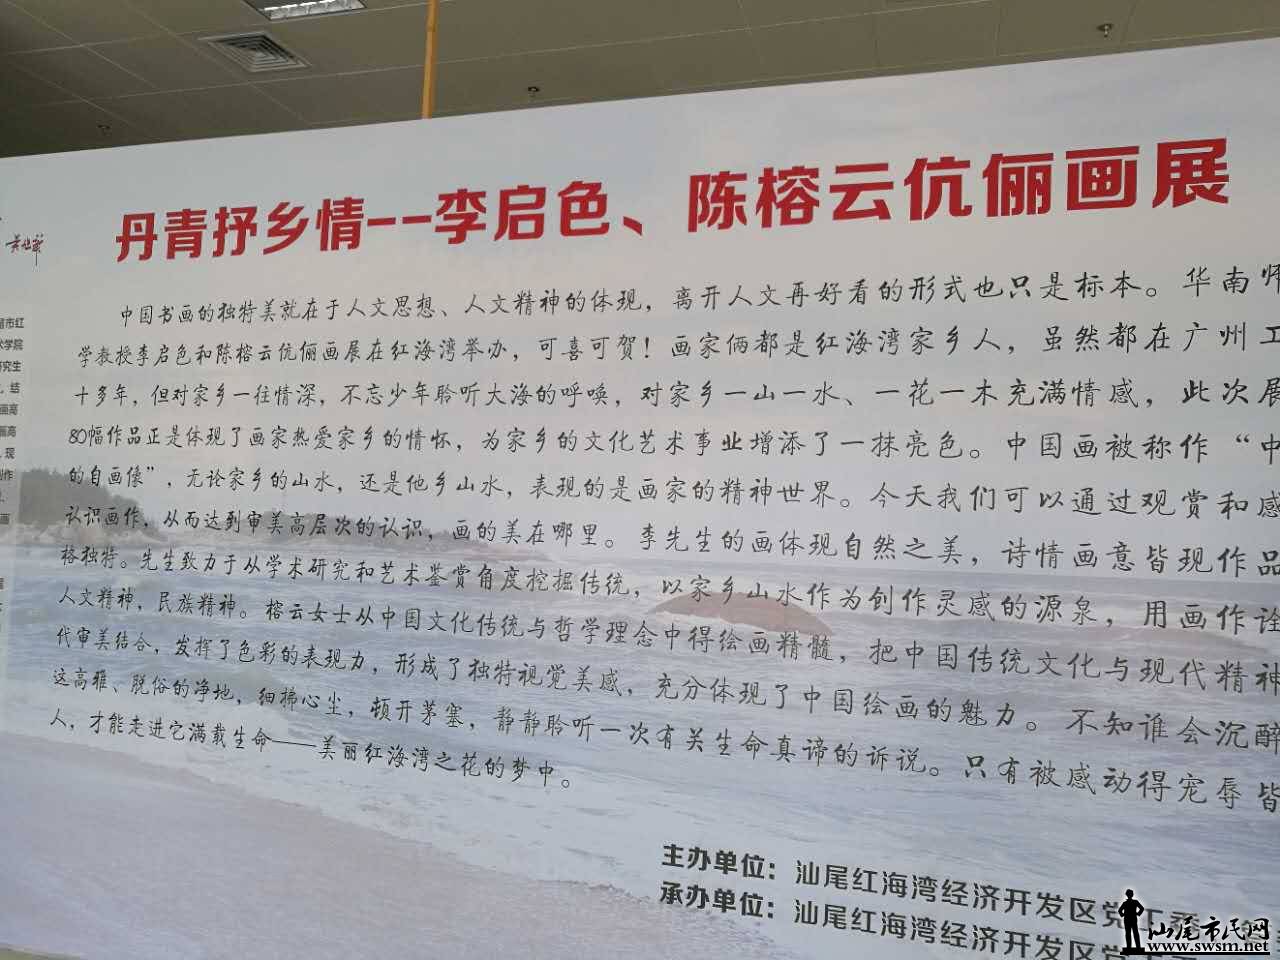 丹青抒乡情--李启色、陈榕云伉俪画展
中国书画的独特美就在于人文思想、人文精神的体现，离开人文再好看的形式也只是标本。华南师
学教授李启色和陈榕云伉俪画展在红海湾举办，可喜可贺！画家俩都是红海湾家乡人，虽然都在广州工
十多年，但对家乡一往情深，不忘少年聆听大海的呼唤，对家乡一山一水、一花一木充满情感，此次展
80幅作品正是体现了画家热爱家乡的情怀，为家乡的文化艺术事业增添了一抹亮色。中国画被称作“中
的自画像”，无论家乡的山水，还是他乡山水，表现的是画家的精神世界。今天我们可以通过观赏和感
认识画作，从而达到审美高层次的认识，画的美在哪里。李先生的画体现自然之美，诗情画意皆现作品
格独特。先生致力于从学术研究和艺术鉴赏角度挖掘传统，以家乡山水作为创作灵感的源泉，用画作诠
人文精神，民族精神。榕云女士从中国文化传统与哲学理念中得绘画精髓，把中国传统文化与现代精神
代审美结合，发挥了色彩的表现力，形成了独特视觉美感，充分体现了中国绘画的魅力。不知谁会沉醉
这高雅、脱俗的净地，细拂心尘，顿开茅塞，静静聆听一次有关生命真谛的诉说。只有被感动得宠辱皆
人，才能走进它满载生命——美丽红海湾之花的梦中。
主办单位：汕尾红海湾经济开发区党工委
承办单位：汕尾红海湾经济开发区党
留市红
术学院
研究生
，结
画高
画高
，现
创作
画
汕尾市民网
www.swsm.net